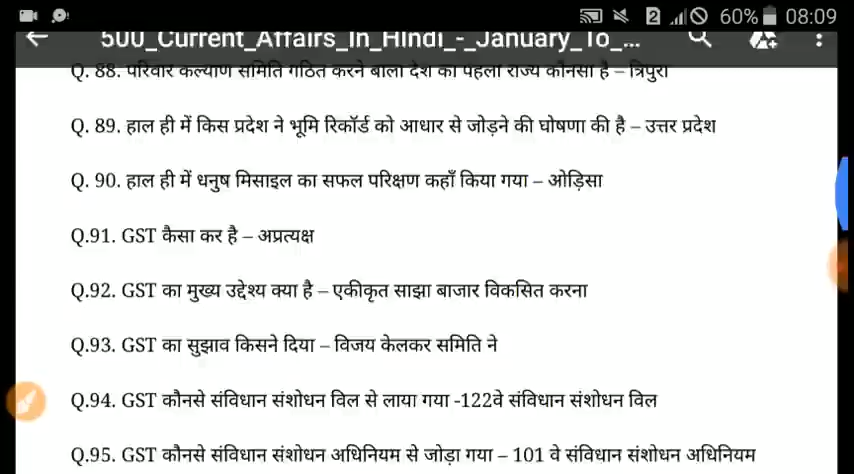 2 60% 08:09
500_Current_Affairs_In_Hindi_-_January_To_...
Q. 88. परिवार कल्याण समिति गठित करने बाला देश का पहला राज्य कौनसा है – त्रिपुरा
Q. 89. हाल ही में किस प्रदेश ने भूमि रिकॉर्ड को आधार से जोड़ने की घोषणा की है – उत्तर प्रदेश
Q. 90. हाल ही में धनुष मिसाइल का सफल परिक्षण कहाँ किया गया – ओड़िसा
Q.91. GST कैसा कर है – अप्रत्यक्ष
Q.92. GST का मुख्य उद्देश्य क्या है – एकीकृत साझा बाजार विकसित करना
Q.93. GST का सुझाव किसने दिया – विजय केलकर समिति ने
Q.94. GST कौनसे संविधान संशोधन विल से लाया गया -122वे संविधान संशोधन विल
Q.95. GST कौनसे संविधान संशोधन अधिनियम से जोड़ा गया – 101 वे संविधान संशोधन अधिनियम